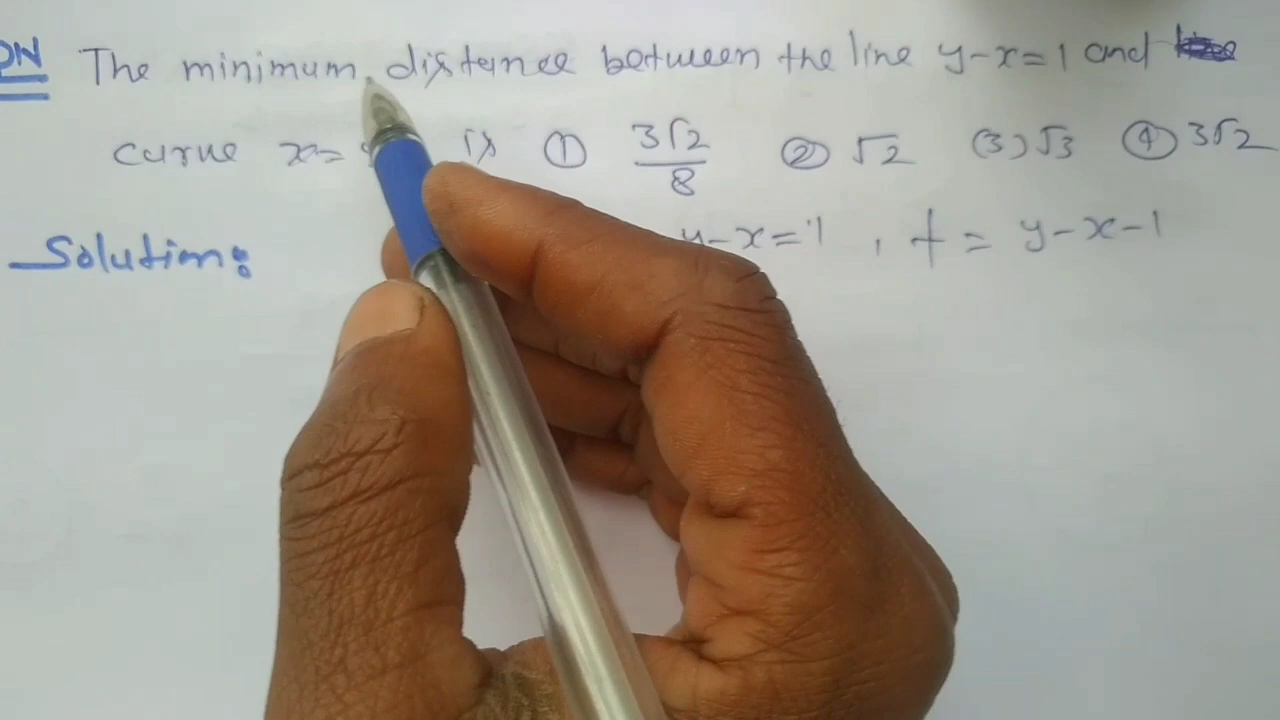 ON The minimum distance between the line y-x=1 and
curve x= is ① 3√2/8 ② √2 (3) √3 ④ 3√2
Solution: y-x=1, f = y-x-1